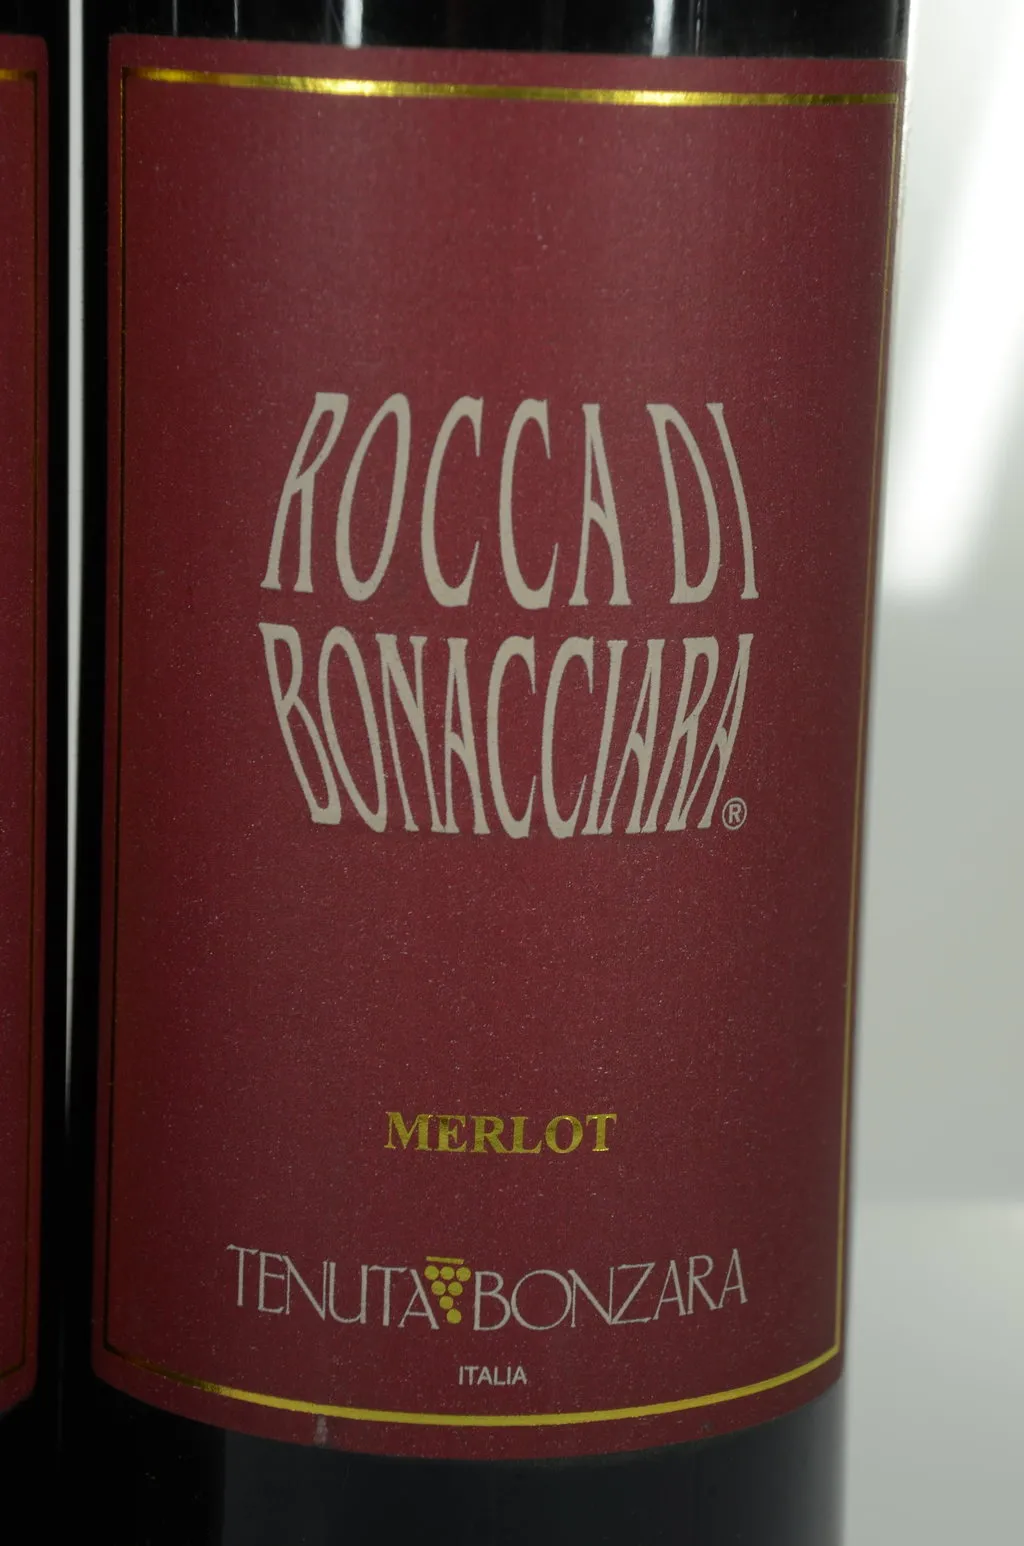 ROCCA DI
BONACCIARA®
MERLOT
TENUTA BONZARA
ITALIA